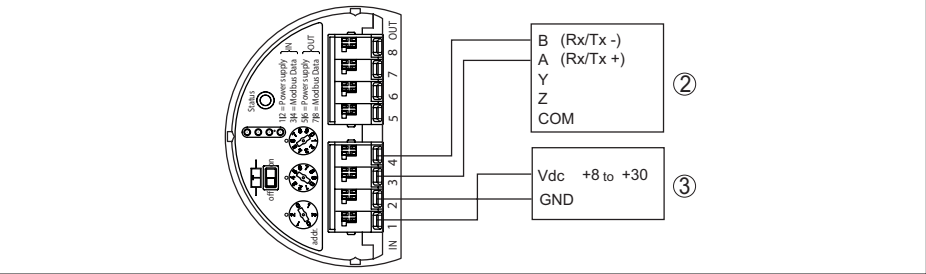 OUT
8
7
6
5
4
3
2
1
IN
IN
OUT
1|2 = Power supply
3|4 = Modbus Data
5|6 = Power supply
7|8 = Modbus Data
Status
on
off
addr.
B (Rx/Tx -)
A (Rx/Tx +)
Y
Z
COM
2
Vdc +8 to +30
GND
3